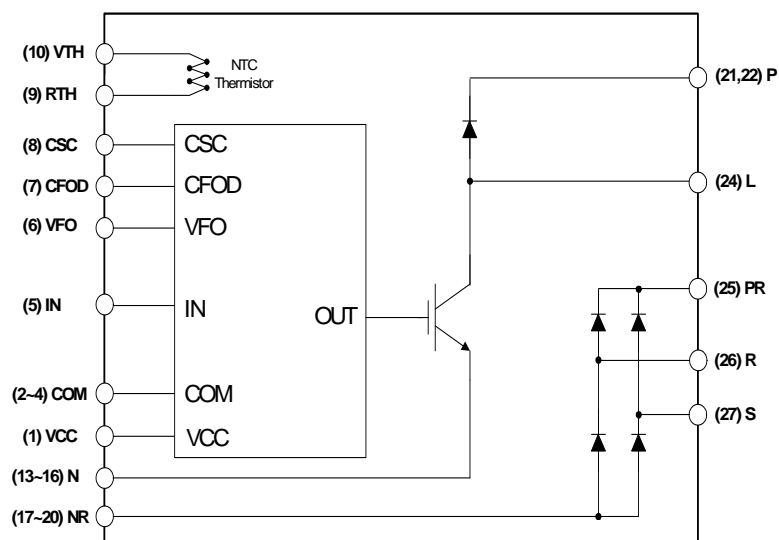 (10) VTH
NTC
Thermistor
(21,22) P
(9) RTH
(8) CSC
CSC
(7) CFOD
CFOD
(24) L
(6) VFO
VFO
(25) PR
(5) IN
IN
OUT
(26) R
(2~4) COM
COM
(27) S
(1) VCC
VCC
(13~16) N
(17~20) NR